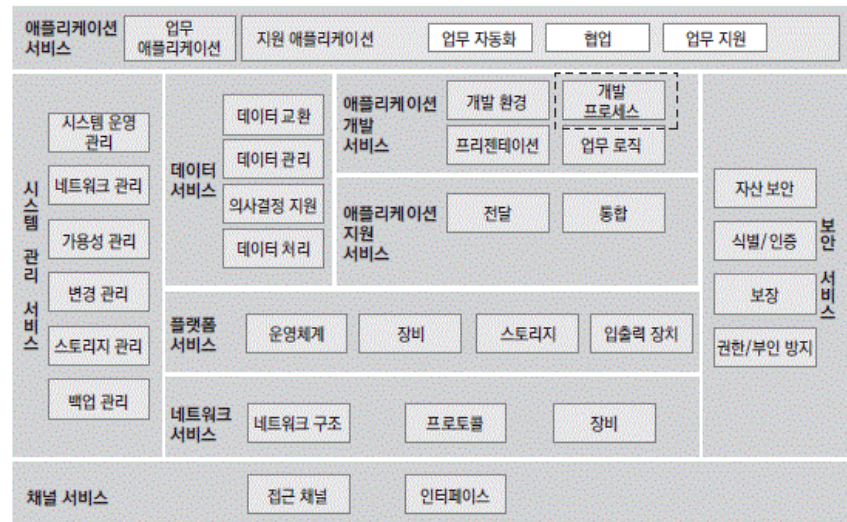 애플리케이션
서비스
업무
애플리케이션
지원 애플리케이션
업무 자동화
협업
업무 지원
시스템 관리 서비스
시스템 운영
관리
네트워크 관리
가용성 관리
변경 관리
스토리지 관리
백업 관리
데이터
서비스
데이터 교환
데이터 관리
의사결정 지원
데이터 처리
애플리케이션
개발
서비스
개발 환경
개발
프로세스
프리젠테이션
업무 로직
애플리케이션
지원
서비스
전달
통합
플랫폼
서비스
운영체계
장비
스토리지
입출력 장치
네트워크
서비스
네트워크 구조
프로토콜
장비
자산 보안
식별/인증
보장
권한/부인 방지
보안 서비스
채널 서비스
접근 채널
인터페이스